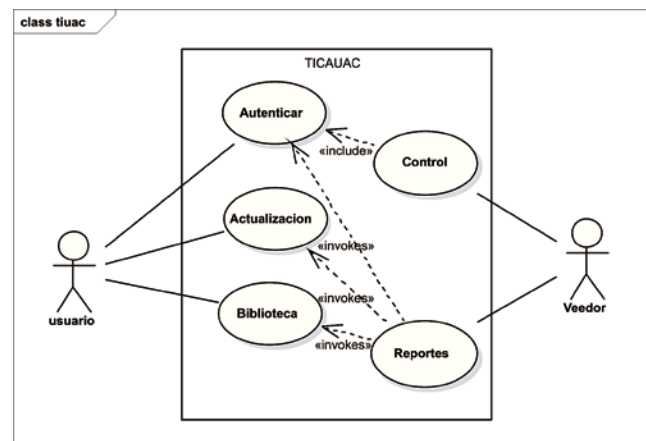 class tiuac
TICAUAC
Autenticar
«include»
Control
Actualizacion
«invokes»
«invokes»
Biblioteca
«invokes»
Reportes
usuario
Veedor